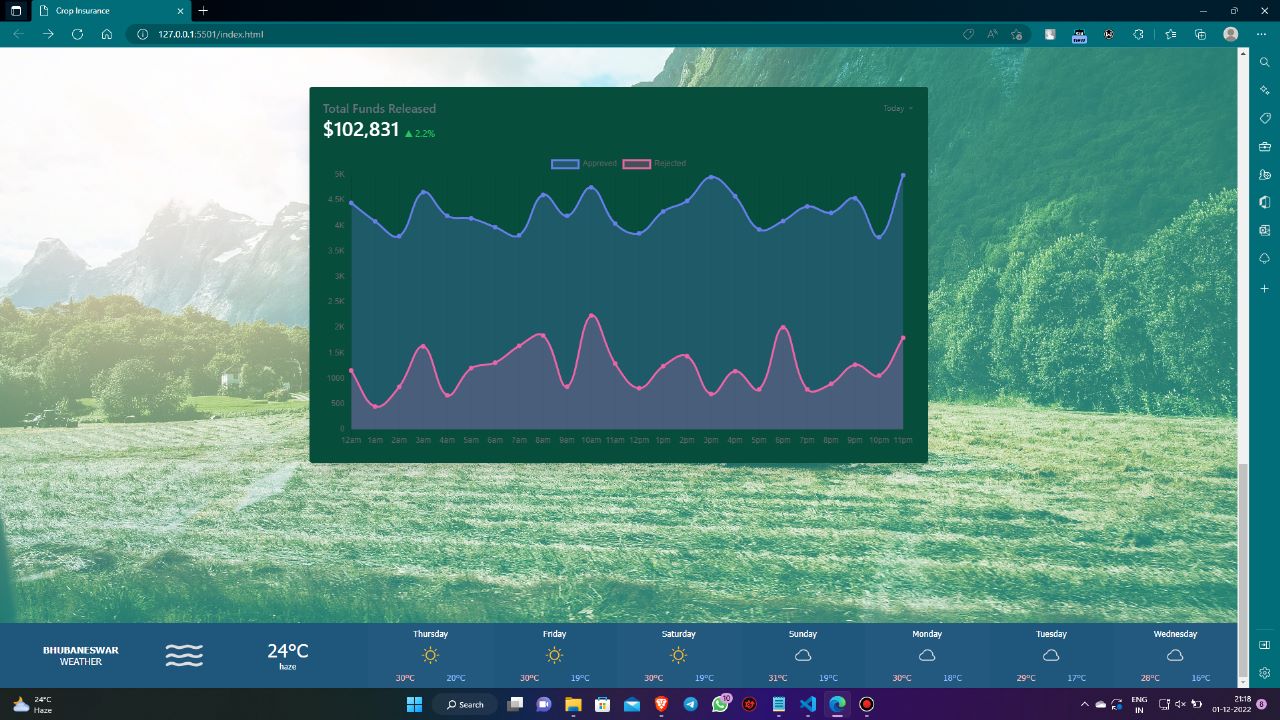 Crop Insurance
127.0.0.1:5501/index.html
Total Funds Released
Today
$102,831 ▲ 2.2%
Approved Rejected
5K
4.5K
4K
3.5K
3K
2.5K
2K
1.5K
1000
500
0
12am 1am 2am 3am 4am 5am 6am 7am 8am 9am 10am 11am 12pm 1pm 2pm 3pm 4pm 5pm 6pm 7pm 8pm 9pm 10pm 11pm
BHUBANESWAR
WEATHER
24°C
haze
Thursday Friday Saturday Sunday Monday Tuesday Wednesday
30°C 20°C 30°C 19°C 30°C 19°C 31°C 19°C 30°C 18°C 29°C 17°C 28°C 16°C
24°C
Haze
Search
10
ENG
IN
21:18
01-12-2022
8